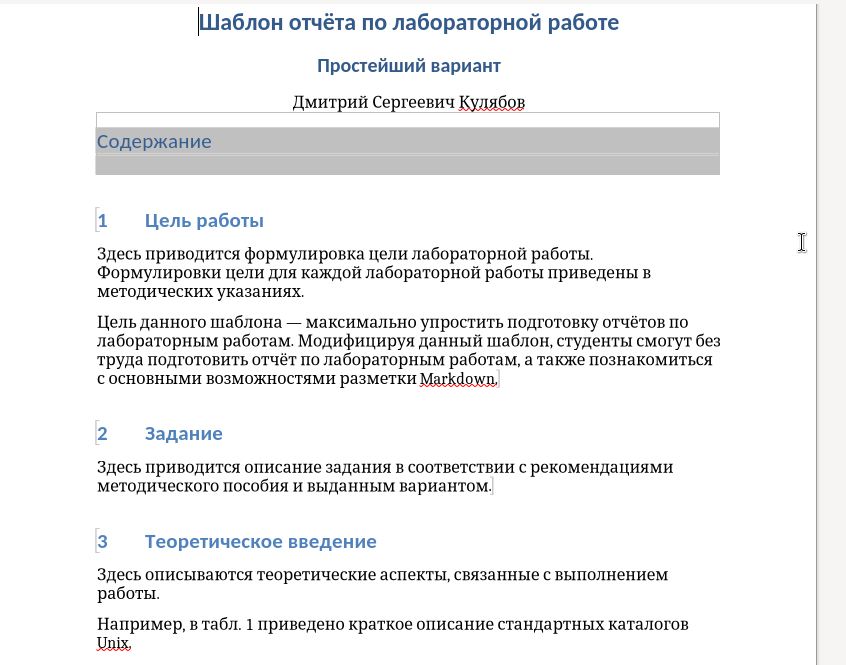 Шаблон отчёта по лабораторной работе
Простейший вариант
Дмитрий Сергеевич Кулябов
Содержание
1 Цель работы
Здесь приводится формулировка цели лабораторной работы.
Формулировки цели для каждой лабораторной работы приведены в
методических указаниях.
Цель данного шаблона — максимально упростить подготовку отчётов по
лабораторным работам. Модифицируя данный шаблон, студенты смогут без
труда подготовить отчёт по лабораторным работам, а также познакомиться
с основными возможностями разметки Markdown.
2 Задание
Здесь приводится описание задания в соответствии с рекомендациями
методического пособия и выданным вариантом.
3 Теоретическое введение
Здесь описываются теоретические аспекты, связанные с выполнением
работы.
Например, в табл. 1 приведено краткое описание стандартных каталогов
Unix.